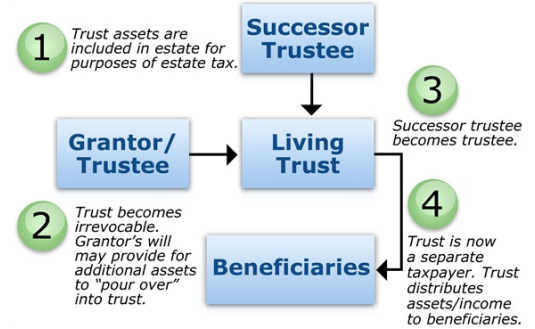 1
Trust assets are
included in estate for
purposes of estate tax.
Successor
Trustee
3
Successor trustee
becomes trustee.
Grantor/
Trustee
Living
Trust
2
Trust becomes
irrevocable.
Grantor's will
may provide for
additional assets
to “pour over”
into trust.
4
Trust is now
a separate
taxpayer. Trust
distributes
assets/income
to beneficiaries.
Beneficiaries